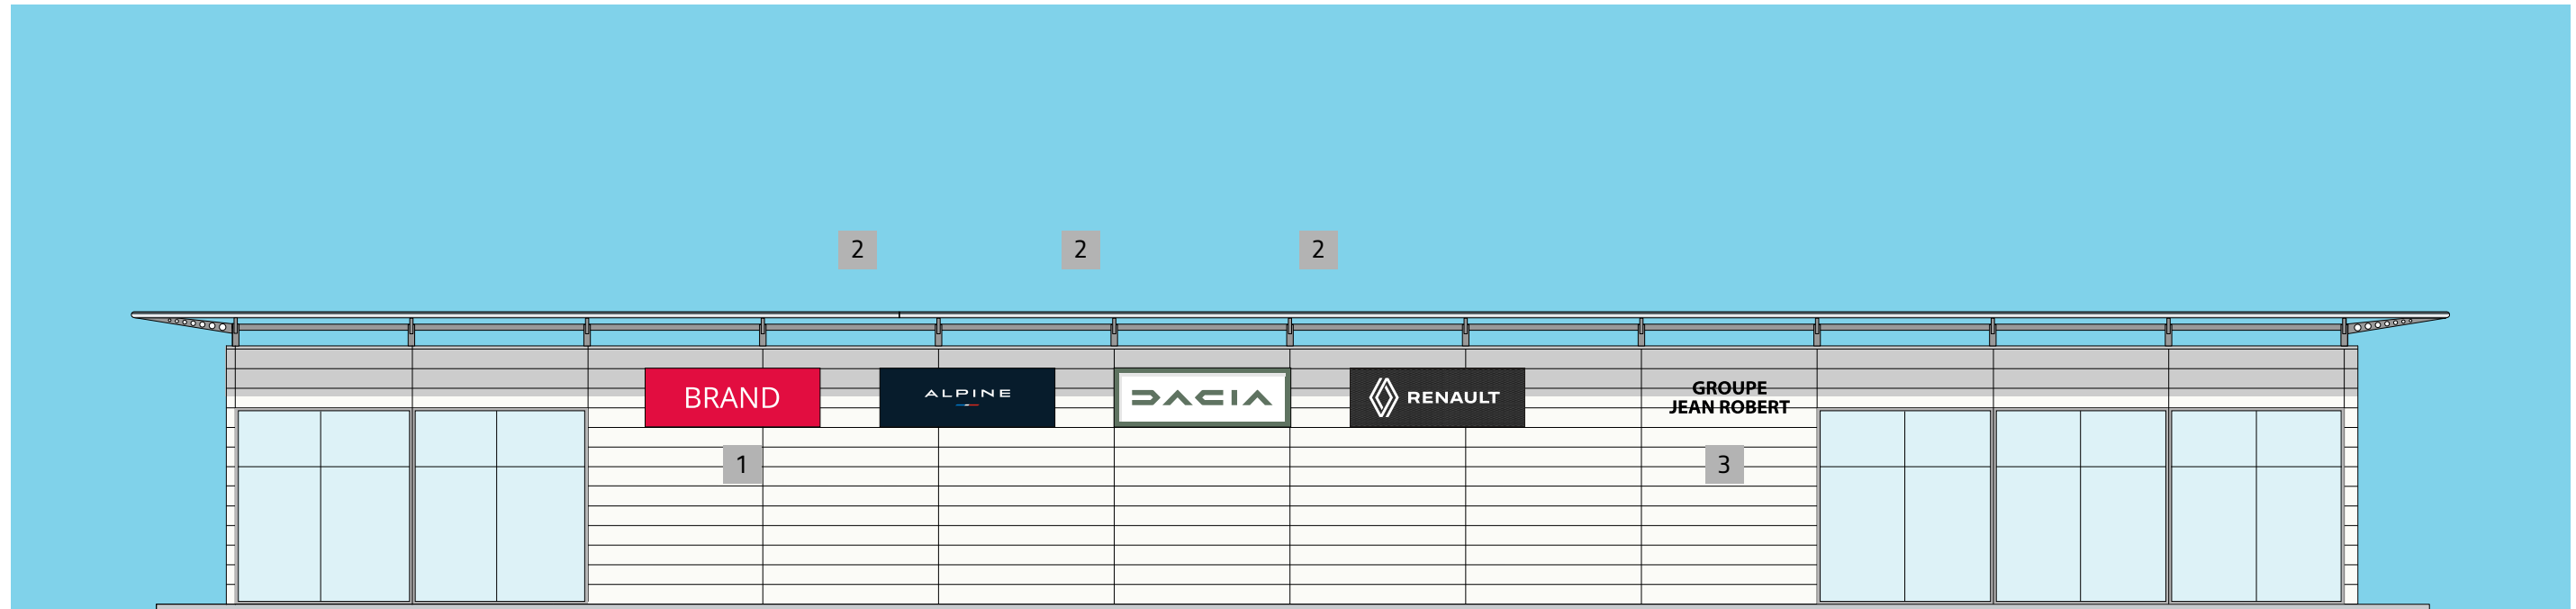 2 2 2
BRAND
ALPINE
DACIA
RENAULT
GROUPE
JEAN ROBERT
1
3